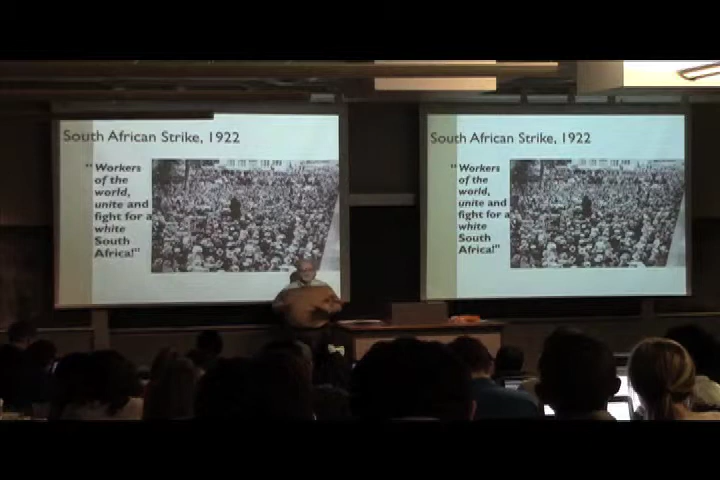 South African Strike, 1922
" Workers
of the
world,
unite and
fight for a
white
South
Africa!"
South African Strike, 1922
" Workers
of the
world,
unite and
fight for a
white
South
Africa!"